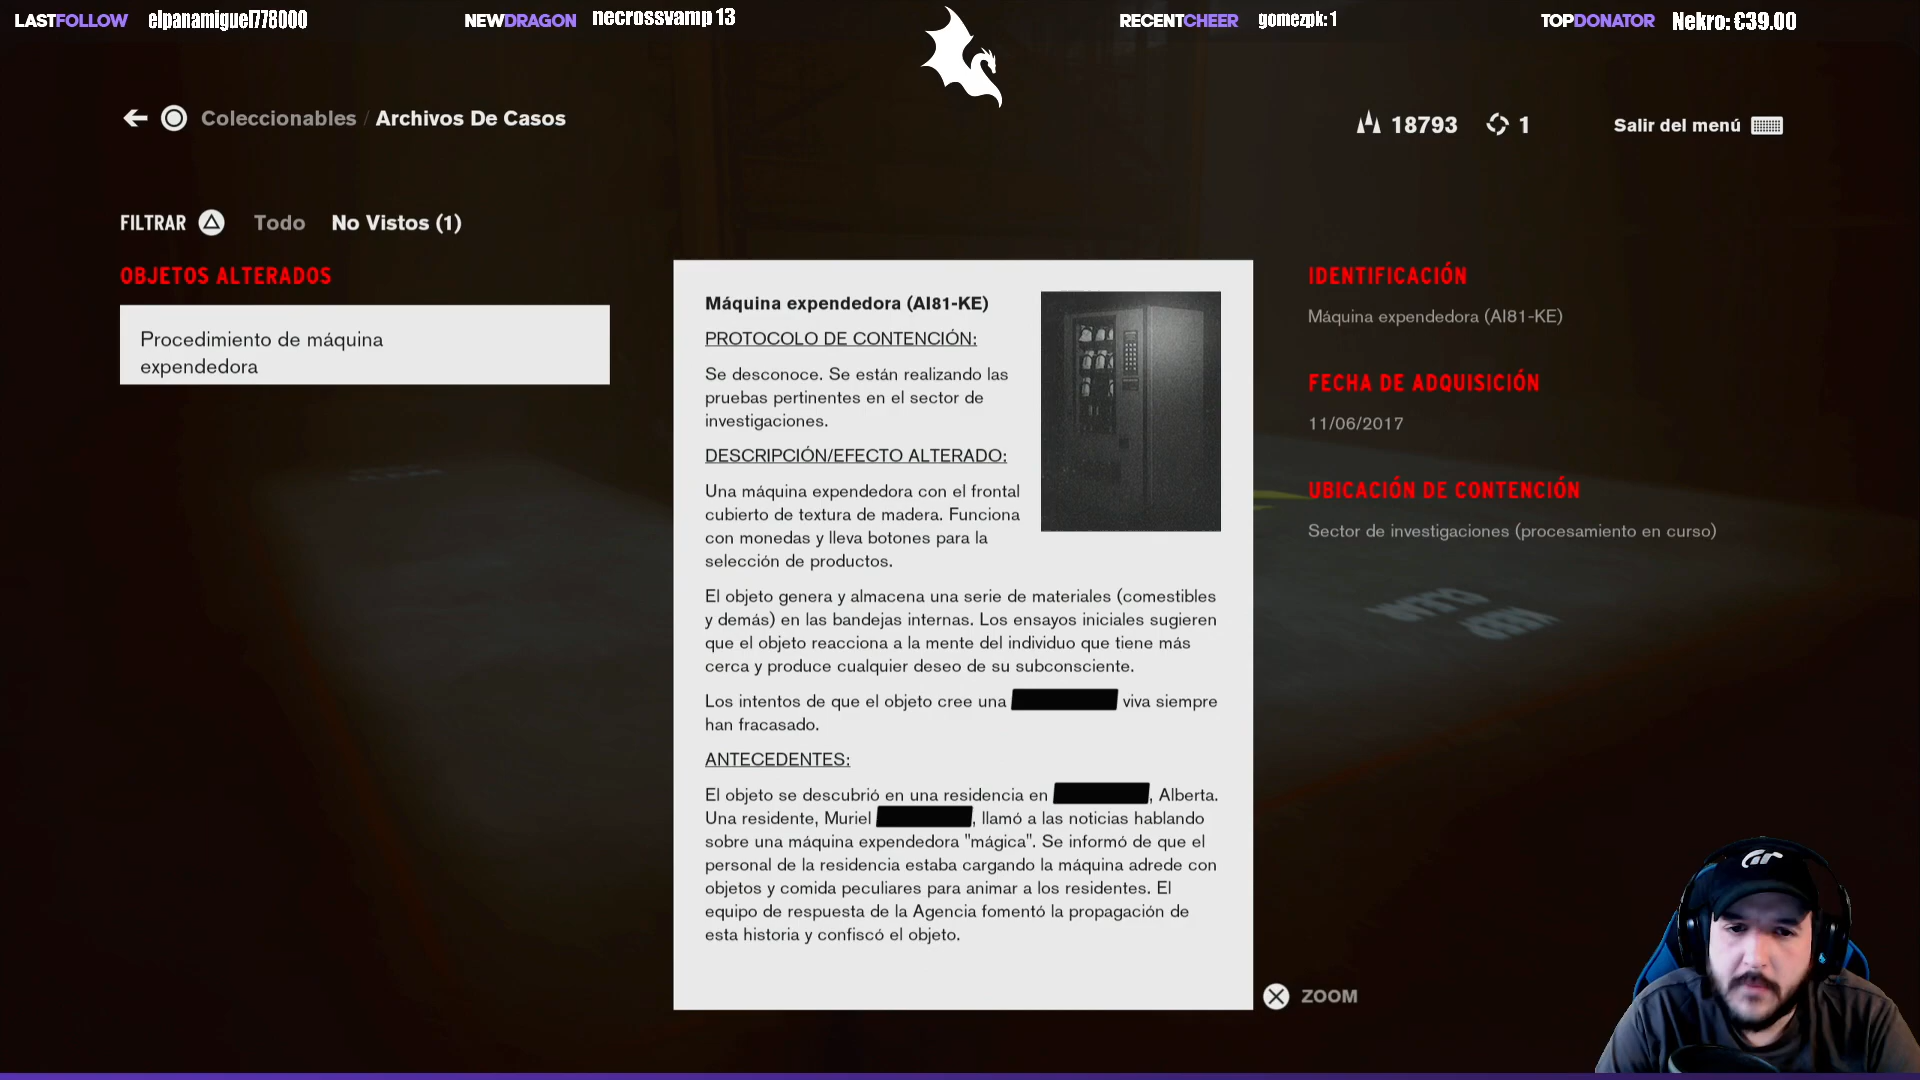 LASTFOLLOW elpanamiguel778000 NEWDRAGON necrossvamp 13 RECENTCHEER gomezpk: 1 TOPDONATOR Nekro: €39.00
Coleccionables / Archivos De Casos
18793 1 Salir del menú
FILTRAR Todo No Vistos (1)
OBJETOS ALTERADOS
Procedimiento de máquina
expendedora
Máquina expendedora (AI81-KE)
PROTOCOLO DE CONTENCIÓN:
Se desconoce. Se están realizando las
pruebas pertinentes en el sector de
investigaciones.
DESCRIPCIÓN/EFECTO ALTERADO:
Una máquina expendedora con el frontal
cubierto de textura de madera. Funciona
con monedas y lleva botones para la
selección de productos.
El objeto genera y almacena una serie de materiales (comestibles
y demás) en las bandejas internas. Los ensayos iniciales sugieren
que el objeto reacciona a la mente del individuo que tiene más
cerca y produce cualquier deseo de su subconsciente.
Los intentos de que el objeto cree una viva siempre
han fracasado.
ANTECEDENTES:
El objeto se descubrió en una residencia en , Alberta.
Una residente, Muriel , llamó a las noticias hablando
sobre una máquina expendedora "mágica". Se informó de que el
personal de la residencia estaba cargando la máquina adrede con
objetos y comida peculiares para animar a los residentes. El
equipo de respuesta de la Agencia fomentó la propagación de
esta historia y confiscó el objeto.
IDENTIFICACIÓN
Máquina expendedora (AI81-KE)
FECHA DE ADQUISICIÓN
11/06/2017
UBICACIÓN DE CONTENCIÓN
Sector de investigaciones (procesamiento en curso)
ZOOM